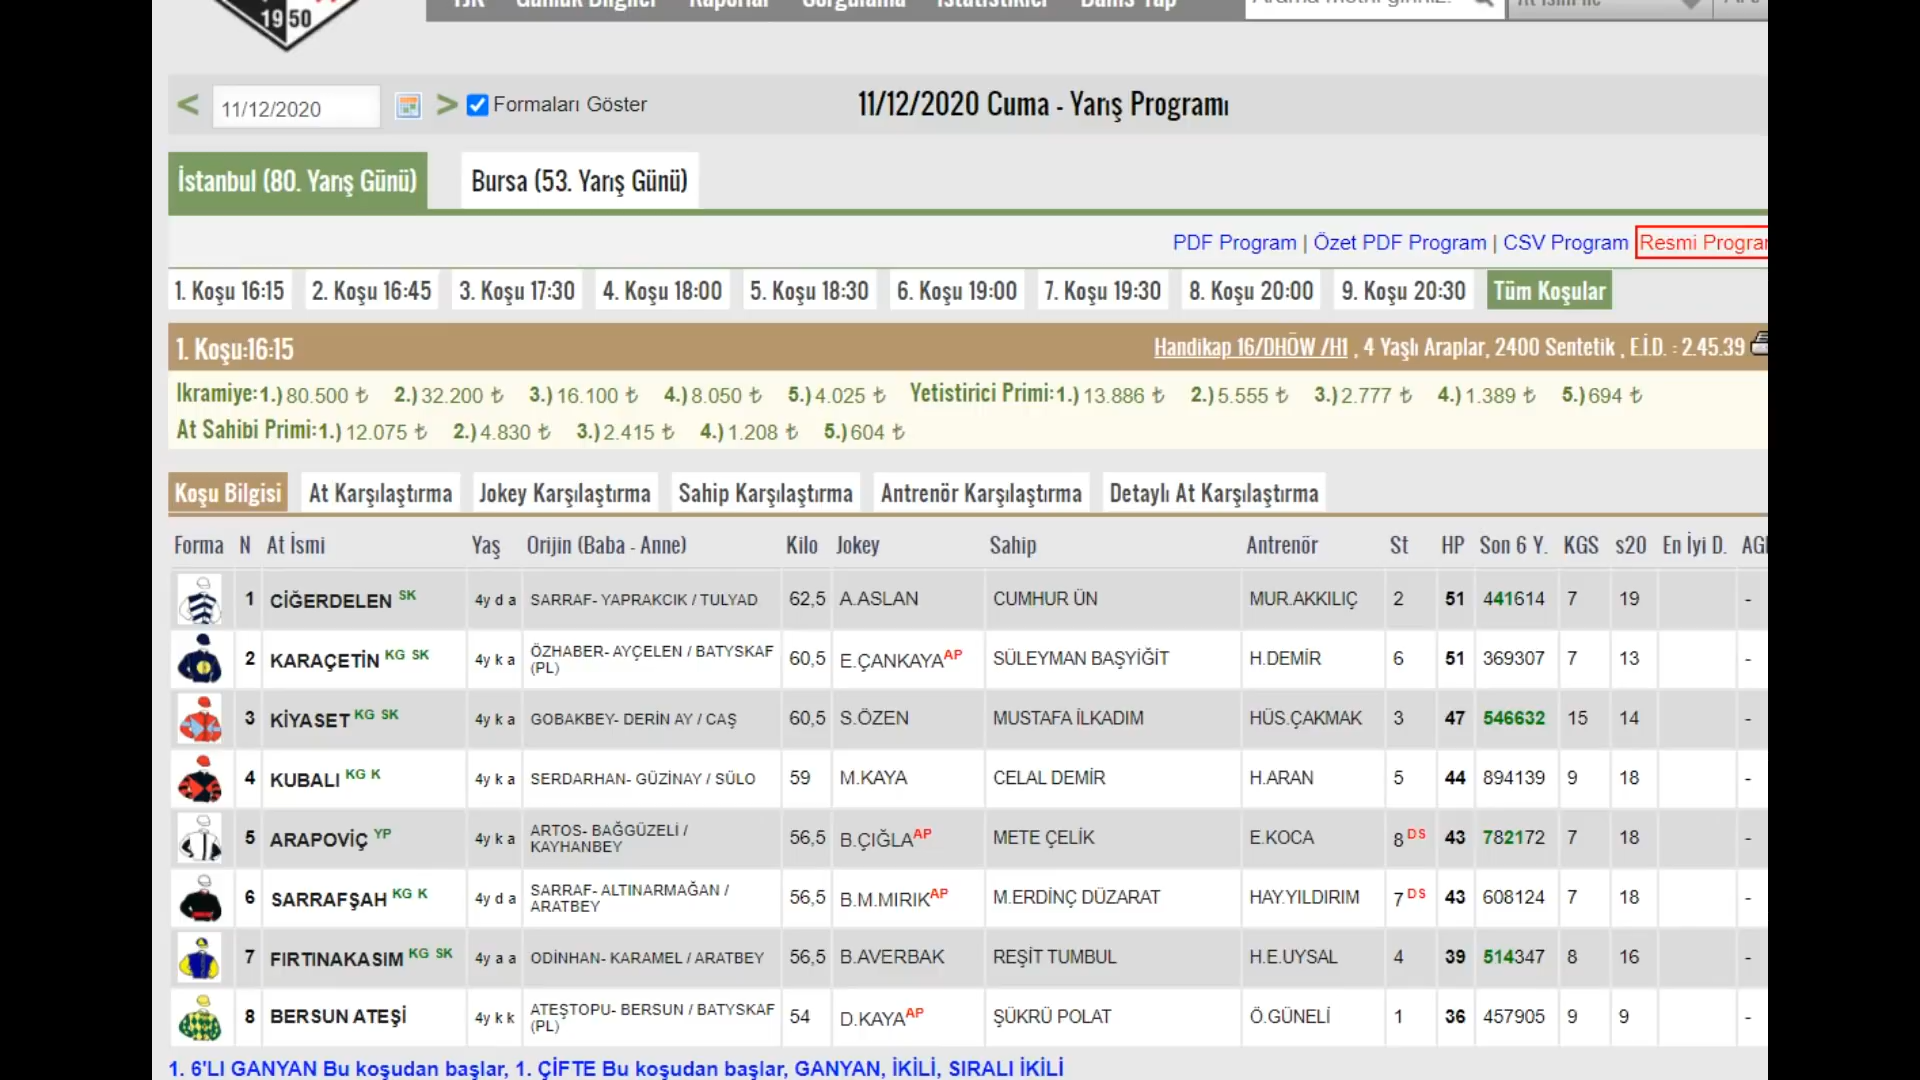 1950
TJK Günlük Bilgiler Raporlar Sorgulama İstatistikler Bahis Yap
< 11/12/2020 > Formaları Göster 11/12/2020 Cuma - Yarış Programı
İstanbul (80. Yarış Günü) Bursa (53. Yarış Günü)
PDF Program | Özet PDF Program | CSV Program Resmi Program
1. Koşu 16:15 2. Koşu 16:45 3. Koşu 17:30 4. Koşu 18:00 5. Koşu 18:30 6. Koşu 19:00 7. Koşu 19:30 8. Koşu 20:00 9. Koşu 20:30 Tüm Koşular
1. Koşu:16:15 Handikap 16/DHÖW /H1 , 4 Yaşlı Araplar, 2400 Sentetik , E.İ.D. : 2.45.39
Ikramiye:1.) 80.500 ₺ 2.) 32.200 ₺ 3.) 16.100 ₺ 4.) 8.050 ₺ 5.) 4.025 ₺ Yetistirici Primi:1.) 13.886 ₺ 2.) 5.555 ₺ 3.) 2.777 ₺ 4.) 1.389 ₺ 5.) 694 ₺
At Sahibi Primi:1.) 12.075 ₺ 2.) 4.830 ₺ 3.) 2.415 ₺ 4.) 1.208 ₺ 5.) 604 ₺
Koşu Bilgisi At Karşılaştırma Jokey Karşılaştırma Sahip Karşılaştırma Antrenör Karşılaştırma Detaylı At Karşılaştırma
Forma N At İsmi Yaş Orijin (Baba - Anne) Kilo Jokey Sahip Antrenör St HP Son 6 Y. KGS s20 En İyi D.
1 CİĞERDELEN SK 4y d a SARRAF- YAPRAKCIK / TULYAD 62,5 A.ASLAN CUMHUR ÜN MUR.AKKILIÇ 2 51 441614 7 19 -
2 KARAÇETİN KG SK 4y k a ÖZHABER- AYÇELEN / BATYSKAF (PL) 60,5 E.ÇANKAYA AP SÜLEYMAN BAŞYİĞİT H.DEMİR 6 51 369307 7 13 -
3 KİYASET KG SK 4y k a GOBAKBEY- DERİN AY / CAŞ 60,5 S.ÖZEN MUSTAFA İLKADIM HÜS.ÇAKMAK 3 47 546632 15 14 -
4 KUBALI KG K 4y k a SERDARHAN- GÜZİNAY / SÜLO 59 M.KAYA CELAL DEMİR H.ARAN 5 44 894139 9 18 -
5 ARAPOVİÇ YP 4y k a ARTOS- BAĞGÜZELİ / KAYHANBEY 56,5 B.ÇIĞLA AP METE ÇELİK E.KOCA 8 DS 43 782172 7 18 -
6 SARRAFŞAH KG K 4y d a SARRAF- ALTINARMAĞAN / ARATBEY 56,5 B.M.MIRIK AP M.ERDİNÇ DÜZARAT HAY.YILDIRIM 7 DS 43 608124 7 18 -
7 FIRTINAKASIM KG SK 4y a a ODİNHAN- KARAMEL / ARATBEY 56,5 B.AVERBAK REŞİT TUMBUL H.E.UYSAL 4 39 514347 8 16 -
8 BERSUN ATEŞİ 4y k k ATEŞTOPU- BERSUN / BATYSKAF (PL) 54 D.KAYA AP ŞÜKRÜ POLAT Ö.GÜNELİ 1 36 457905 9 9 -
1. 6'LI GANYAN Bu koşudan başlar, 1. ÇİFTE Bu koşudan başlar, GANYAN, İKİLİ, SIRALI İKİLİ